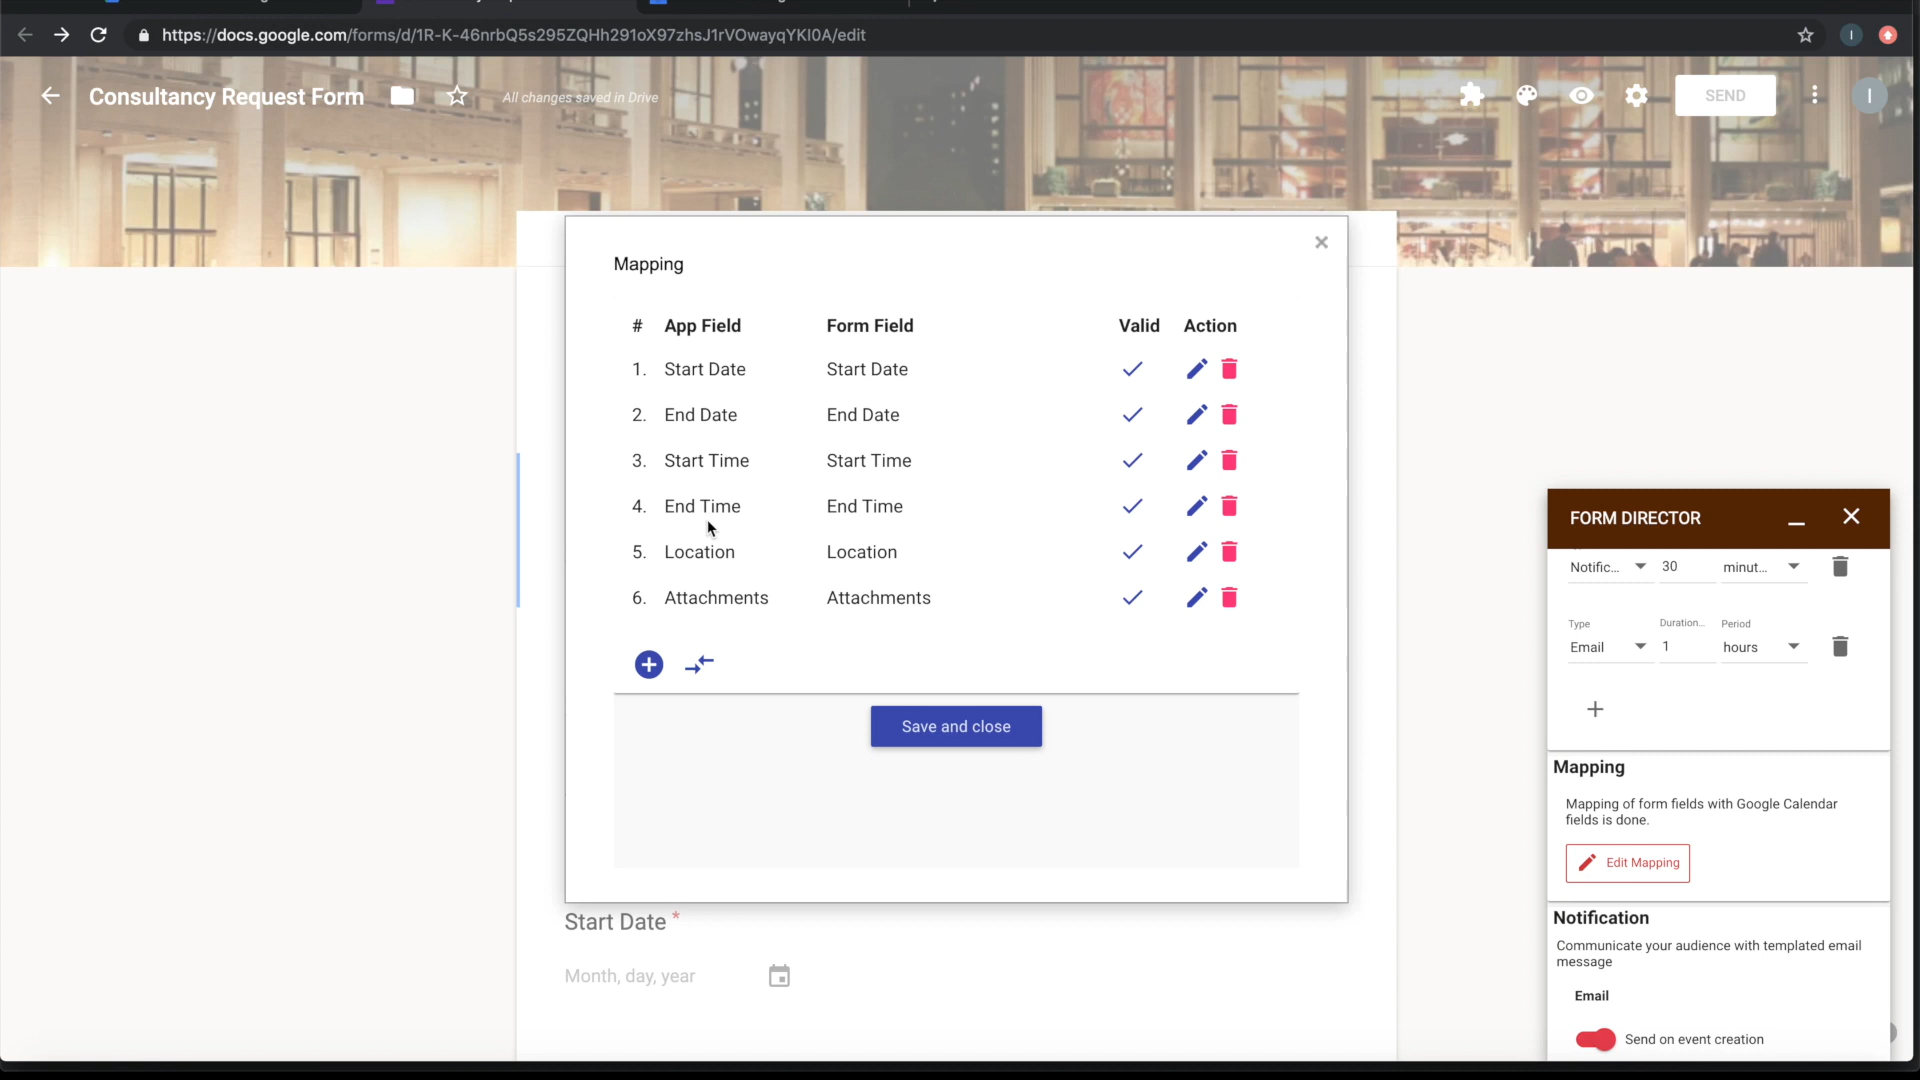 https://docs.google.com/forms/d/1R-K-46nrbQ5s295ZQHh291oX97zhsJ1rVOwayqYKI0A/edit
I
Consultancy Request Form
All changes saved in Drive
SEND
I
Mapping
# App Field Form Field Valid Action
1. Start Date Start Date
2. End Date End Date
3. Start Time Start Time
4. End Time End Time
5. Location Location
6. Attachments Attachments
Save and close
Start Date *
Month, day, year
FORM DIRECTOR
Notific... 30 minut...
Type Duration... Period
Email 1 hours
Mapping
Mapping of form fields with Google Calendar
fields is done.
Edit Mapping
Notification
Communicate your audience with templated email
message
Email
Send on event creation